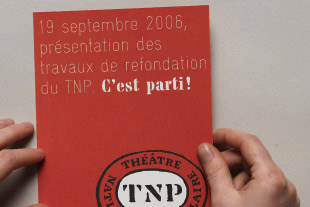 19 septembre 2006,
présentation des
travaux de refondation
du TNP. C'est parti!
THÉÂTRE
TNP